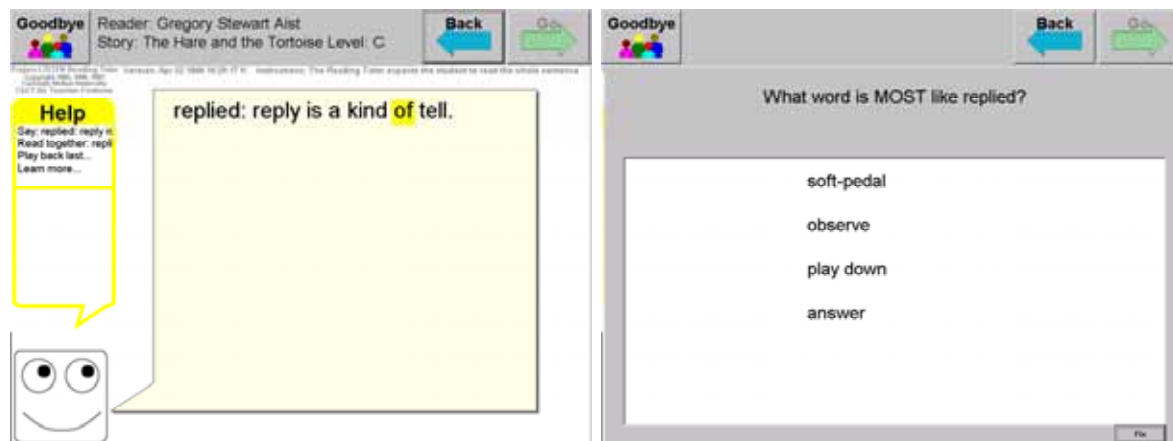 Goodbye
Reader: Gregory Stewart Aist
Story: The Hare and the Tortoise Level: C
Back
Go
Help
Say: replied: reply is
Read together: repli
Play back last...
Learn more...
replied: reply is a kind of tell.
Goodbye
Back
Go
What word is MOST like replied?
soft-pedal
observe
play down
answer